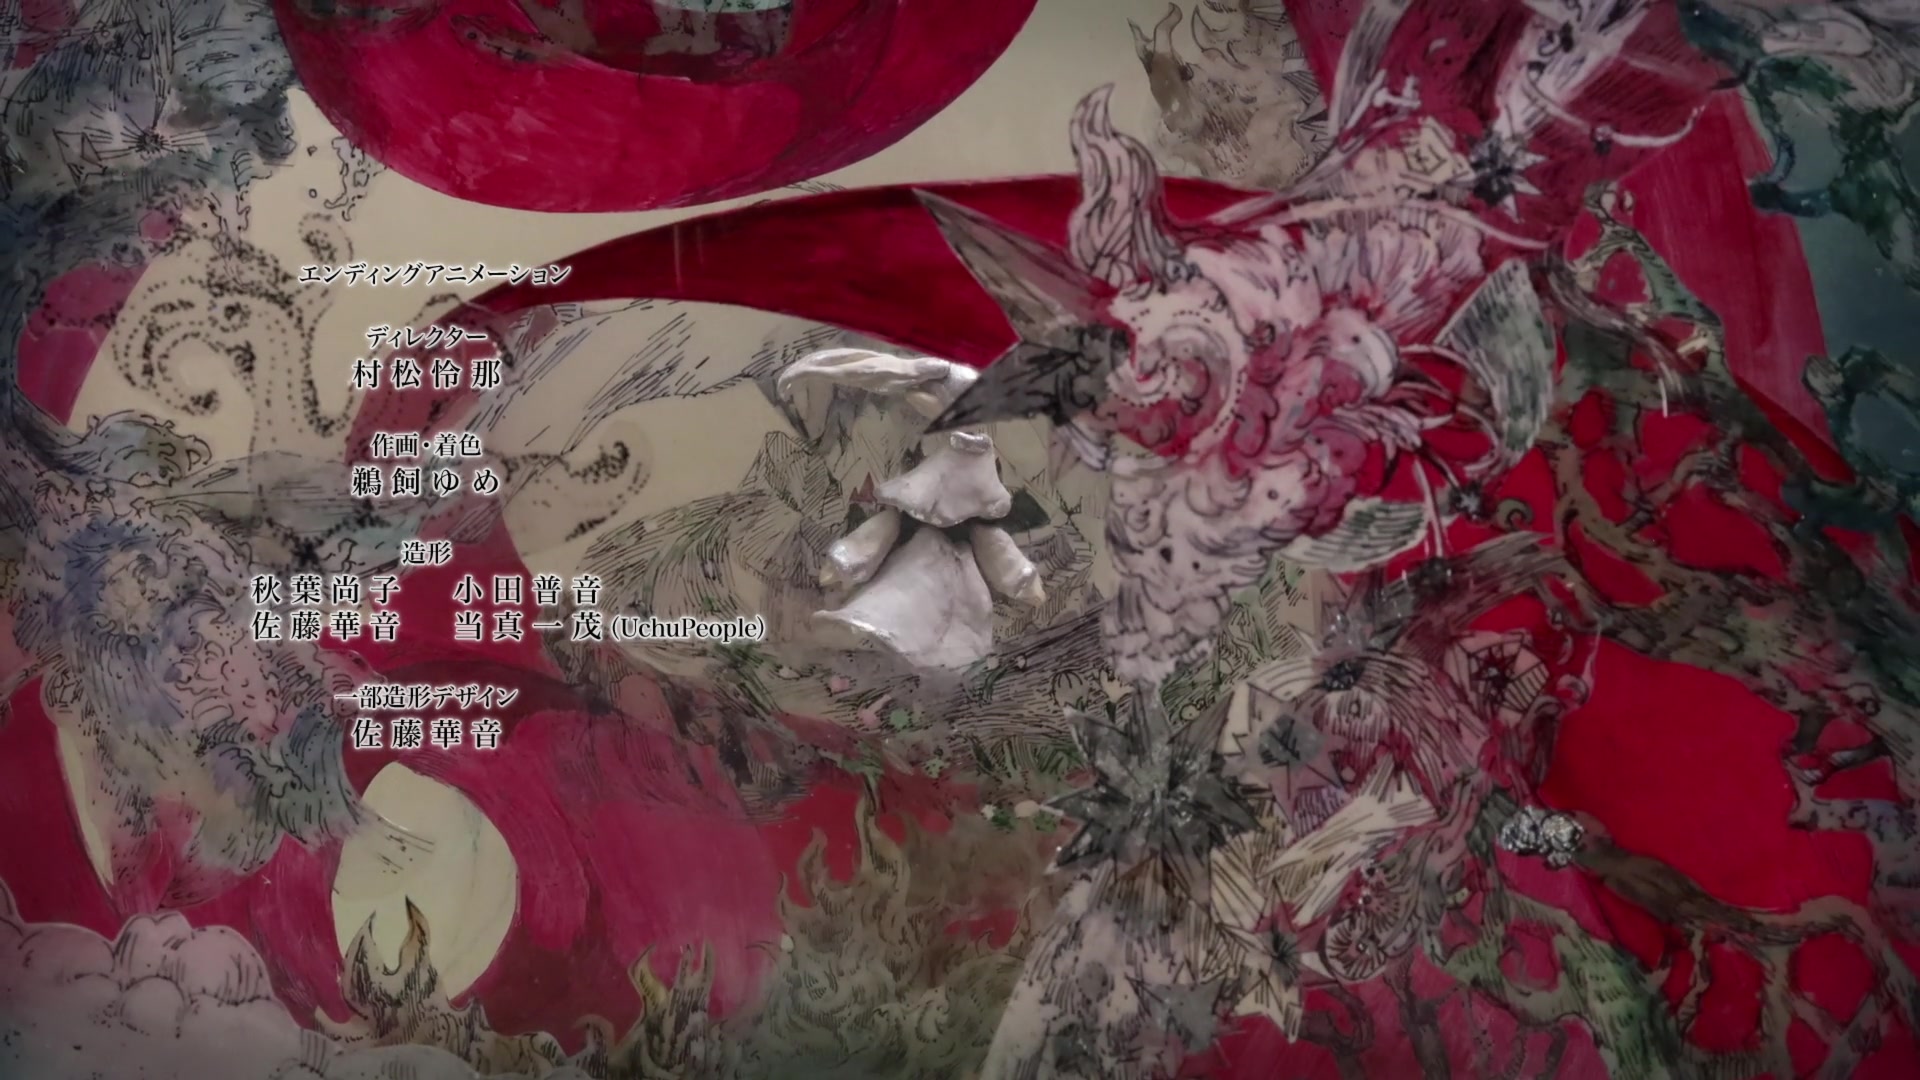 エンディングアニメーション
ディレクター
村松怜那
作画・着色
鵜飼ゆめ
造形
秋葉尚子　小田普音
佐藤華音　当真一茂(UchuPeople)
一部造形デザイン
佐藤華音